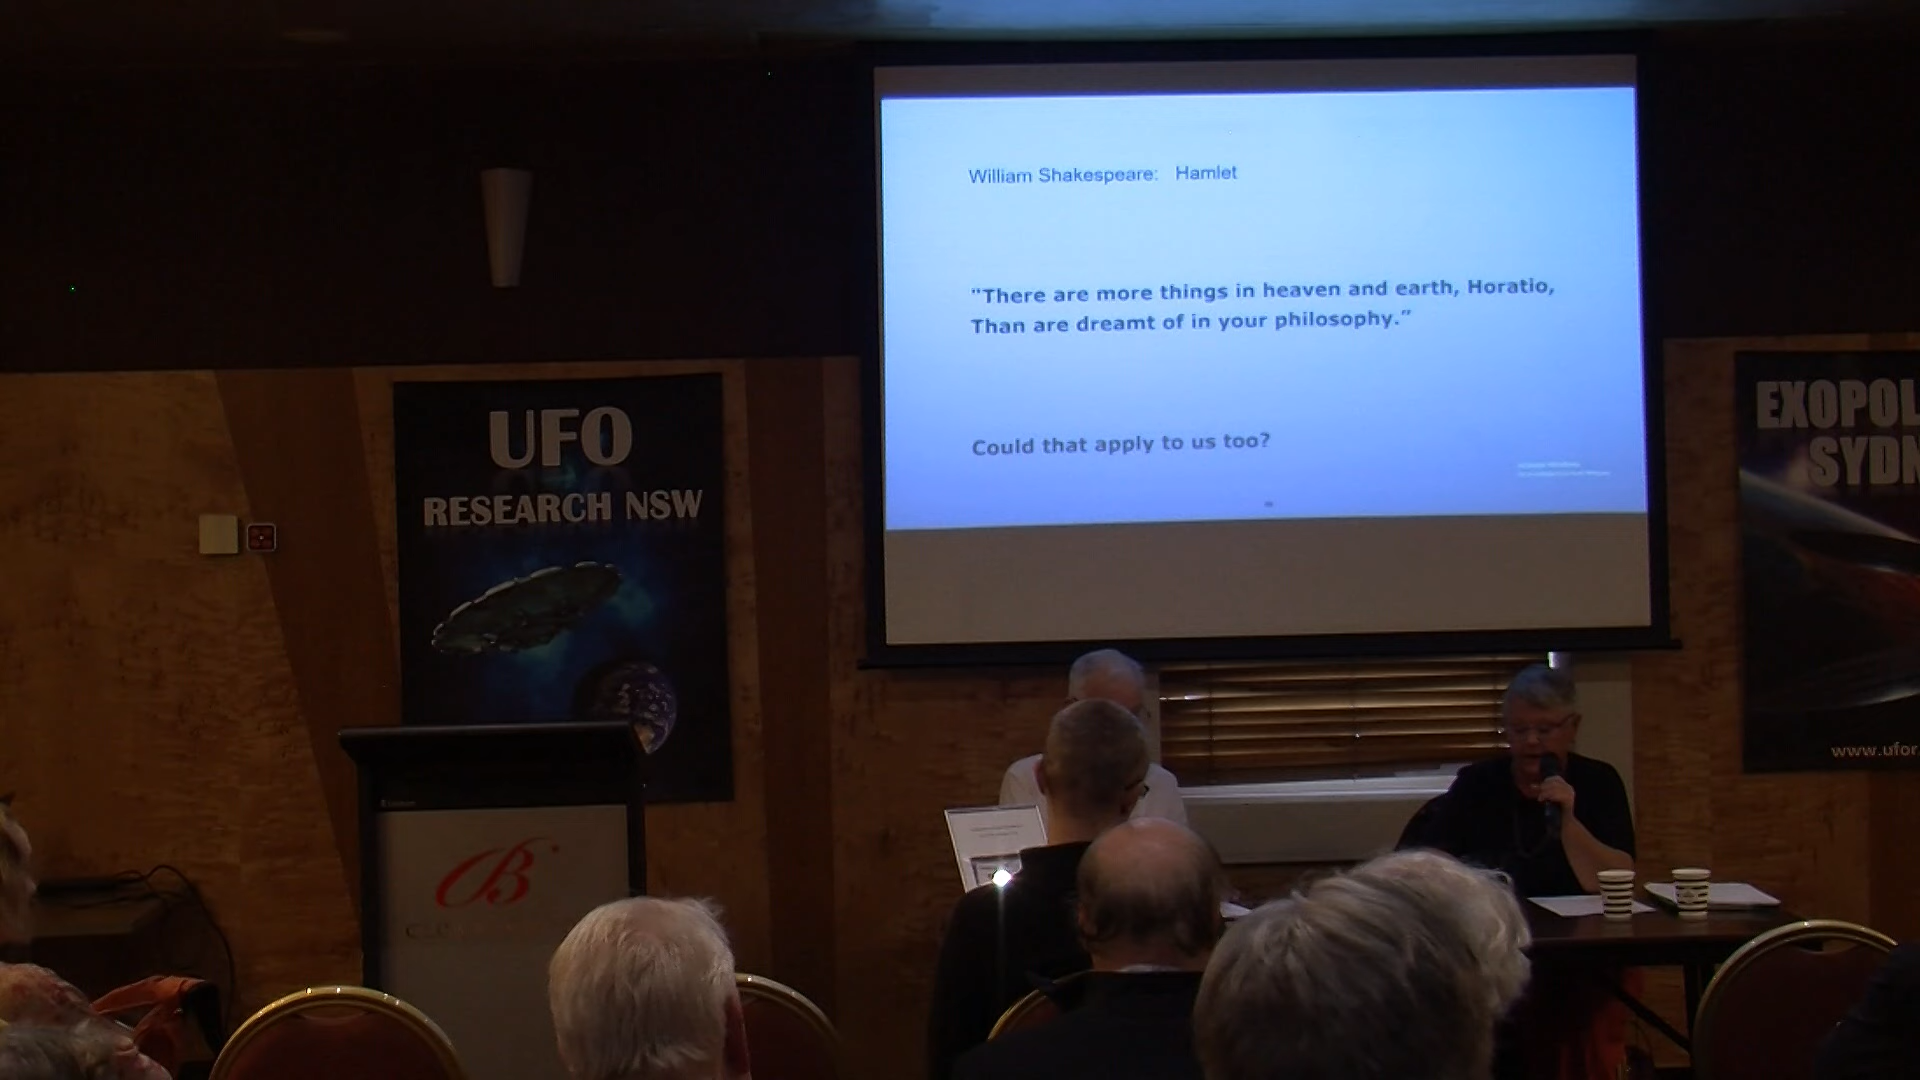 William Shakespeare: Hamlet
"There are more things in heaven and earth, Horatio,
Than are dreamt of in your philosophy."
Could that apply to us too?
UFO
RESEARCH NSW
EXOPOL
SYDN
www.ufor
B